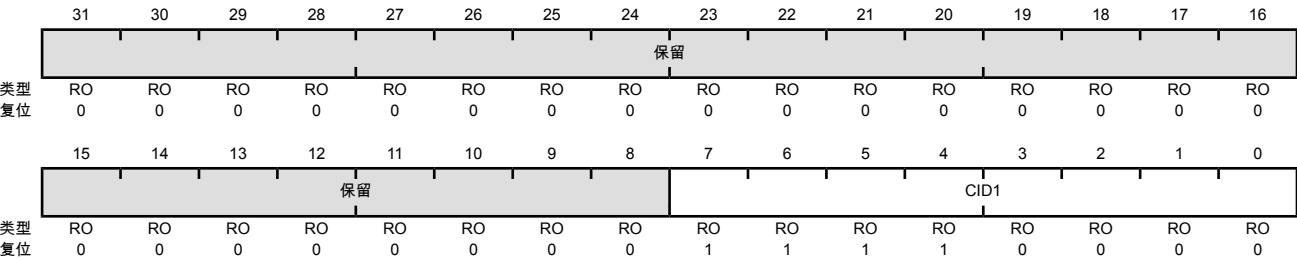 31 30 29 28 27 26 25 24 23 22 21 20 19 18 17 16
保留
类型 RO RO RO RO RO RO RO RO RO RO RO RO RO RO RO RO
复位 0 0 0 0 0 0 0 0 0 0 0 0 0 0 0 0
15 14 13 12 11 10 9 8 7 6 5 4 3 2 1 0
保留 CID1
类型 RO RO RO RO RO RO RO RO RO RO RO RO RO RO RO RO
复位 0 0 0 0 0 0 0 0 1 1 1 1 0 0 0 0